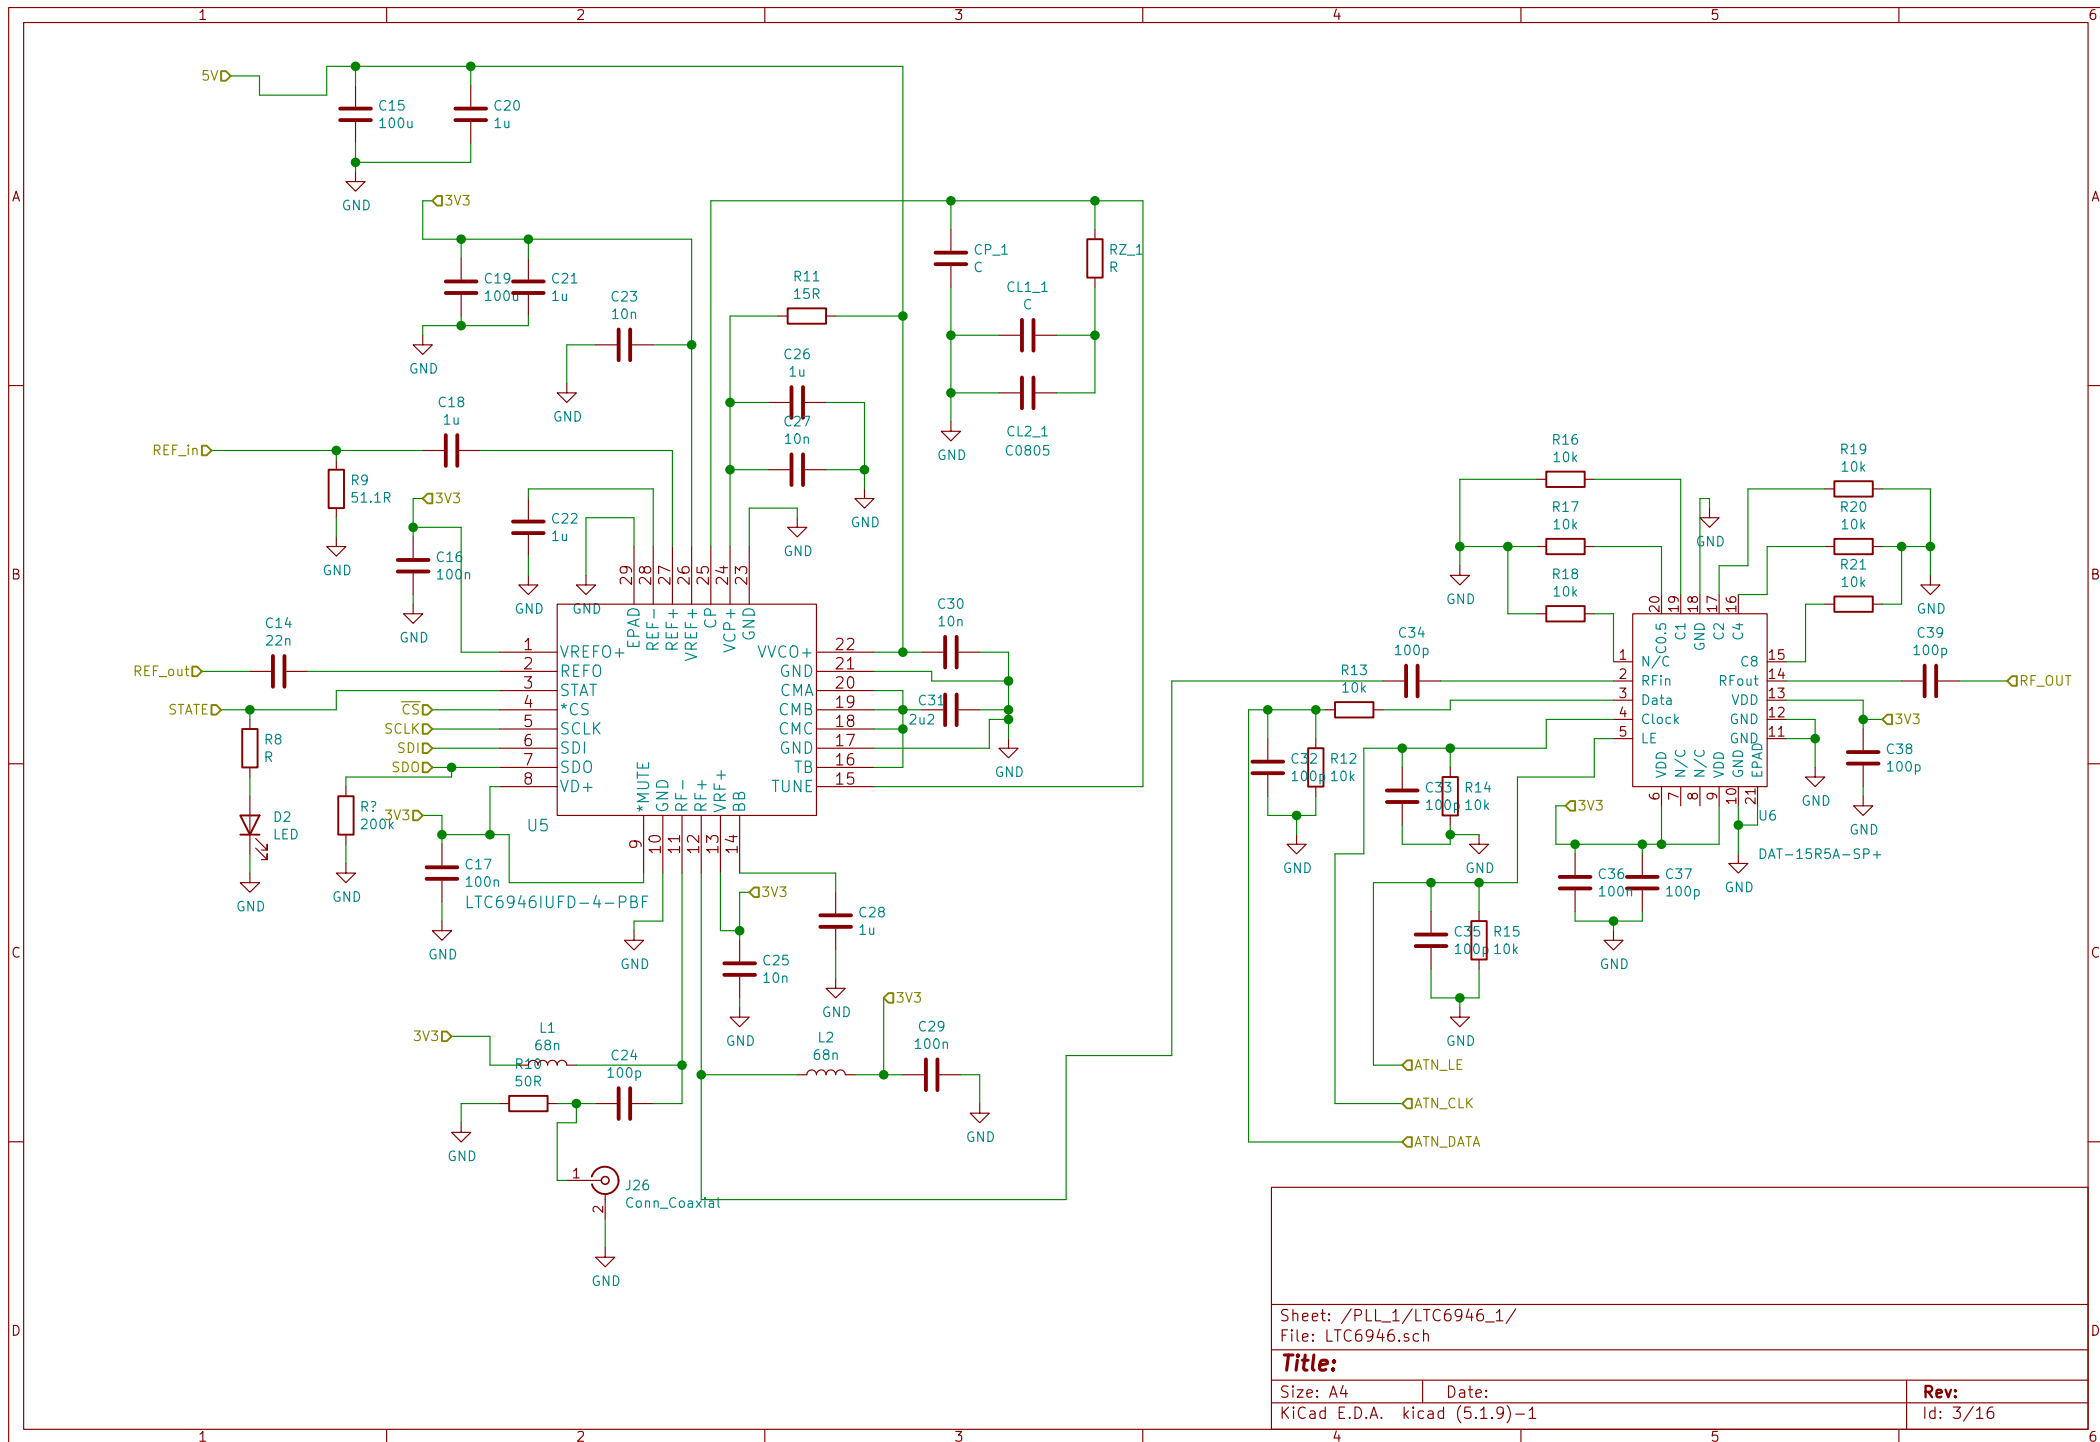 1 2 3 4 5 6
A
B
C
D
5V
C15
100u
C20
1u
GND
3V3
C19
100u
C21
1u
GND
C23
10n
GND
R11
15R
C26
1u
C27
10n
GND
CP_1
C
RZ_1
R
CL1_1
C
CL2_1
C0805
GND
REF_in
C18
1u
R9
51.1R
GND
3V3
C16
100n
GND
C22
1u
GND
GND
GND
C14
22n
REF_out
STATE
R8
R
D2
LED
GND
CS
SCLK
SDI
SDO
R?
200k
GND
3V3
C17
100n
GND
29 28 27 26 25 24 23
EPAD
REF-
REF+
VREF+
CP
VCP+
GND
1 VREFO+
2 REFO
3 STAT
4 *CS
5 SCLK
6 SDI
7 SDO
8 VD+
VVCO+ 22
GND 21
CMA 20
CMB 19
CMC 18
GND 17
TB 16
TUNE 15
*MUTE
GND
RF-
RF+
VRF+
BB
9 10 11 12 13 14
U5
LTC6946IUFD-4-PBF
C30
10n
C31
2u2
GND
GND
3V3
C25
10n
GND
C28
1u
GND
3V3
L1
68n
R10
50R
C24
100p
GND
L2
68n
3V3
C29
100n
GND
1
2
J26
Conn_Coaxial
GND
R16
10k
R17
10k
R18
10k
GND
GND
R19
10k
R20
10k
R21
10k
GND
C34
100p
R13
10k
C32
100p
R12
10k
GND
C33
100p
R14
10k
GND
C35
100p
R15
10k
GND
20 19 18 17 16
C0.5
C1
GND
C2
C4
1 N/C
2 RFin
3 Data
4 Clock
5 LE
C8 15
RFout 14
VDD 13
GND 12
GND 11
VDD
N/C
N/C
VDD
GND
EPAD
6 7 8 9 10 21
U6
DAT-15R5A-SP+
C39
100p
RF_OUT
3V3
C38
100p
GND
GND
3V3
C36
100n
C37
100p
GND
GND
ATN_LE
ATN_CLK
ATN_DATA
Sheet: /PLL_1/LTC6946_1/
File: LTC6946.sch
Title:
Size: A4 Date: Rev:
KiCad E.D.A. kicad (5.1.9)-1 Id: 3/16
A
B
C
D
1 2 3 4 5 6